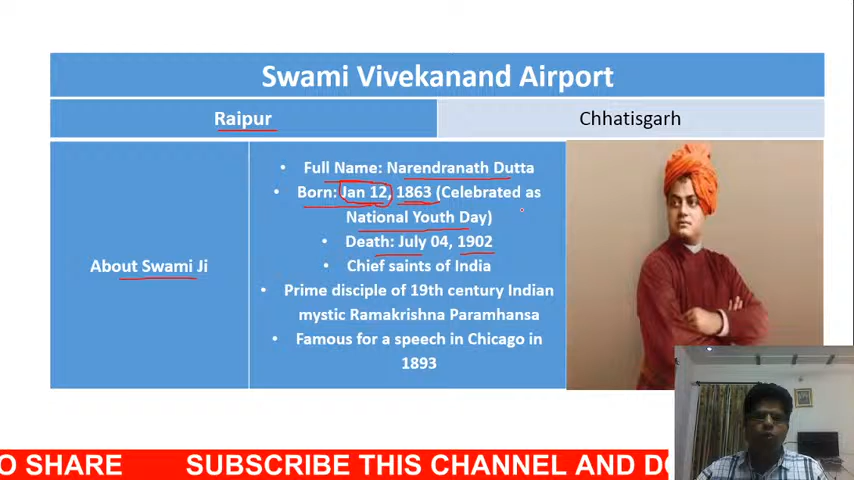 Swami Vivekanand Airport
Raipur
Chhatisgarh
About Swami Ji
• Full Name: Narendranath Dutta
• Born: Jan 12, 1863 (Celebrated as
National Youth Day)
• Death: July 04, 1902
• Chief saints of India
• Prime disciple of 19th century Indian
mystic Ramakrishna Paramhansa
• Famous for a speech in Chicago in
1893
O SHARE SUBSCRIBE THIS CHANNEL AND DO